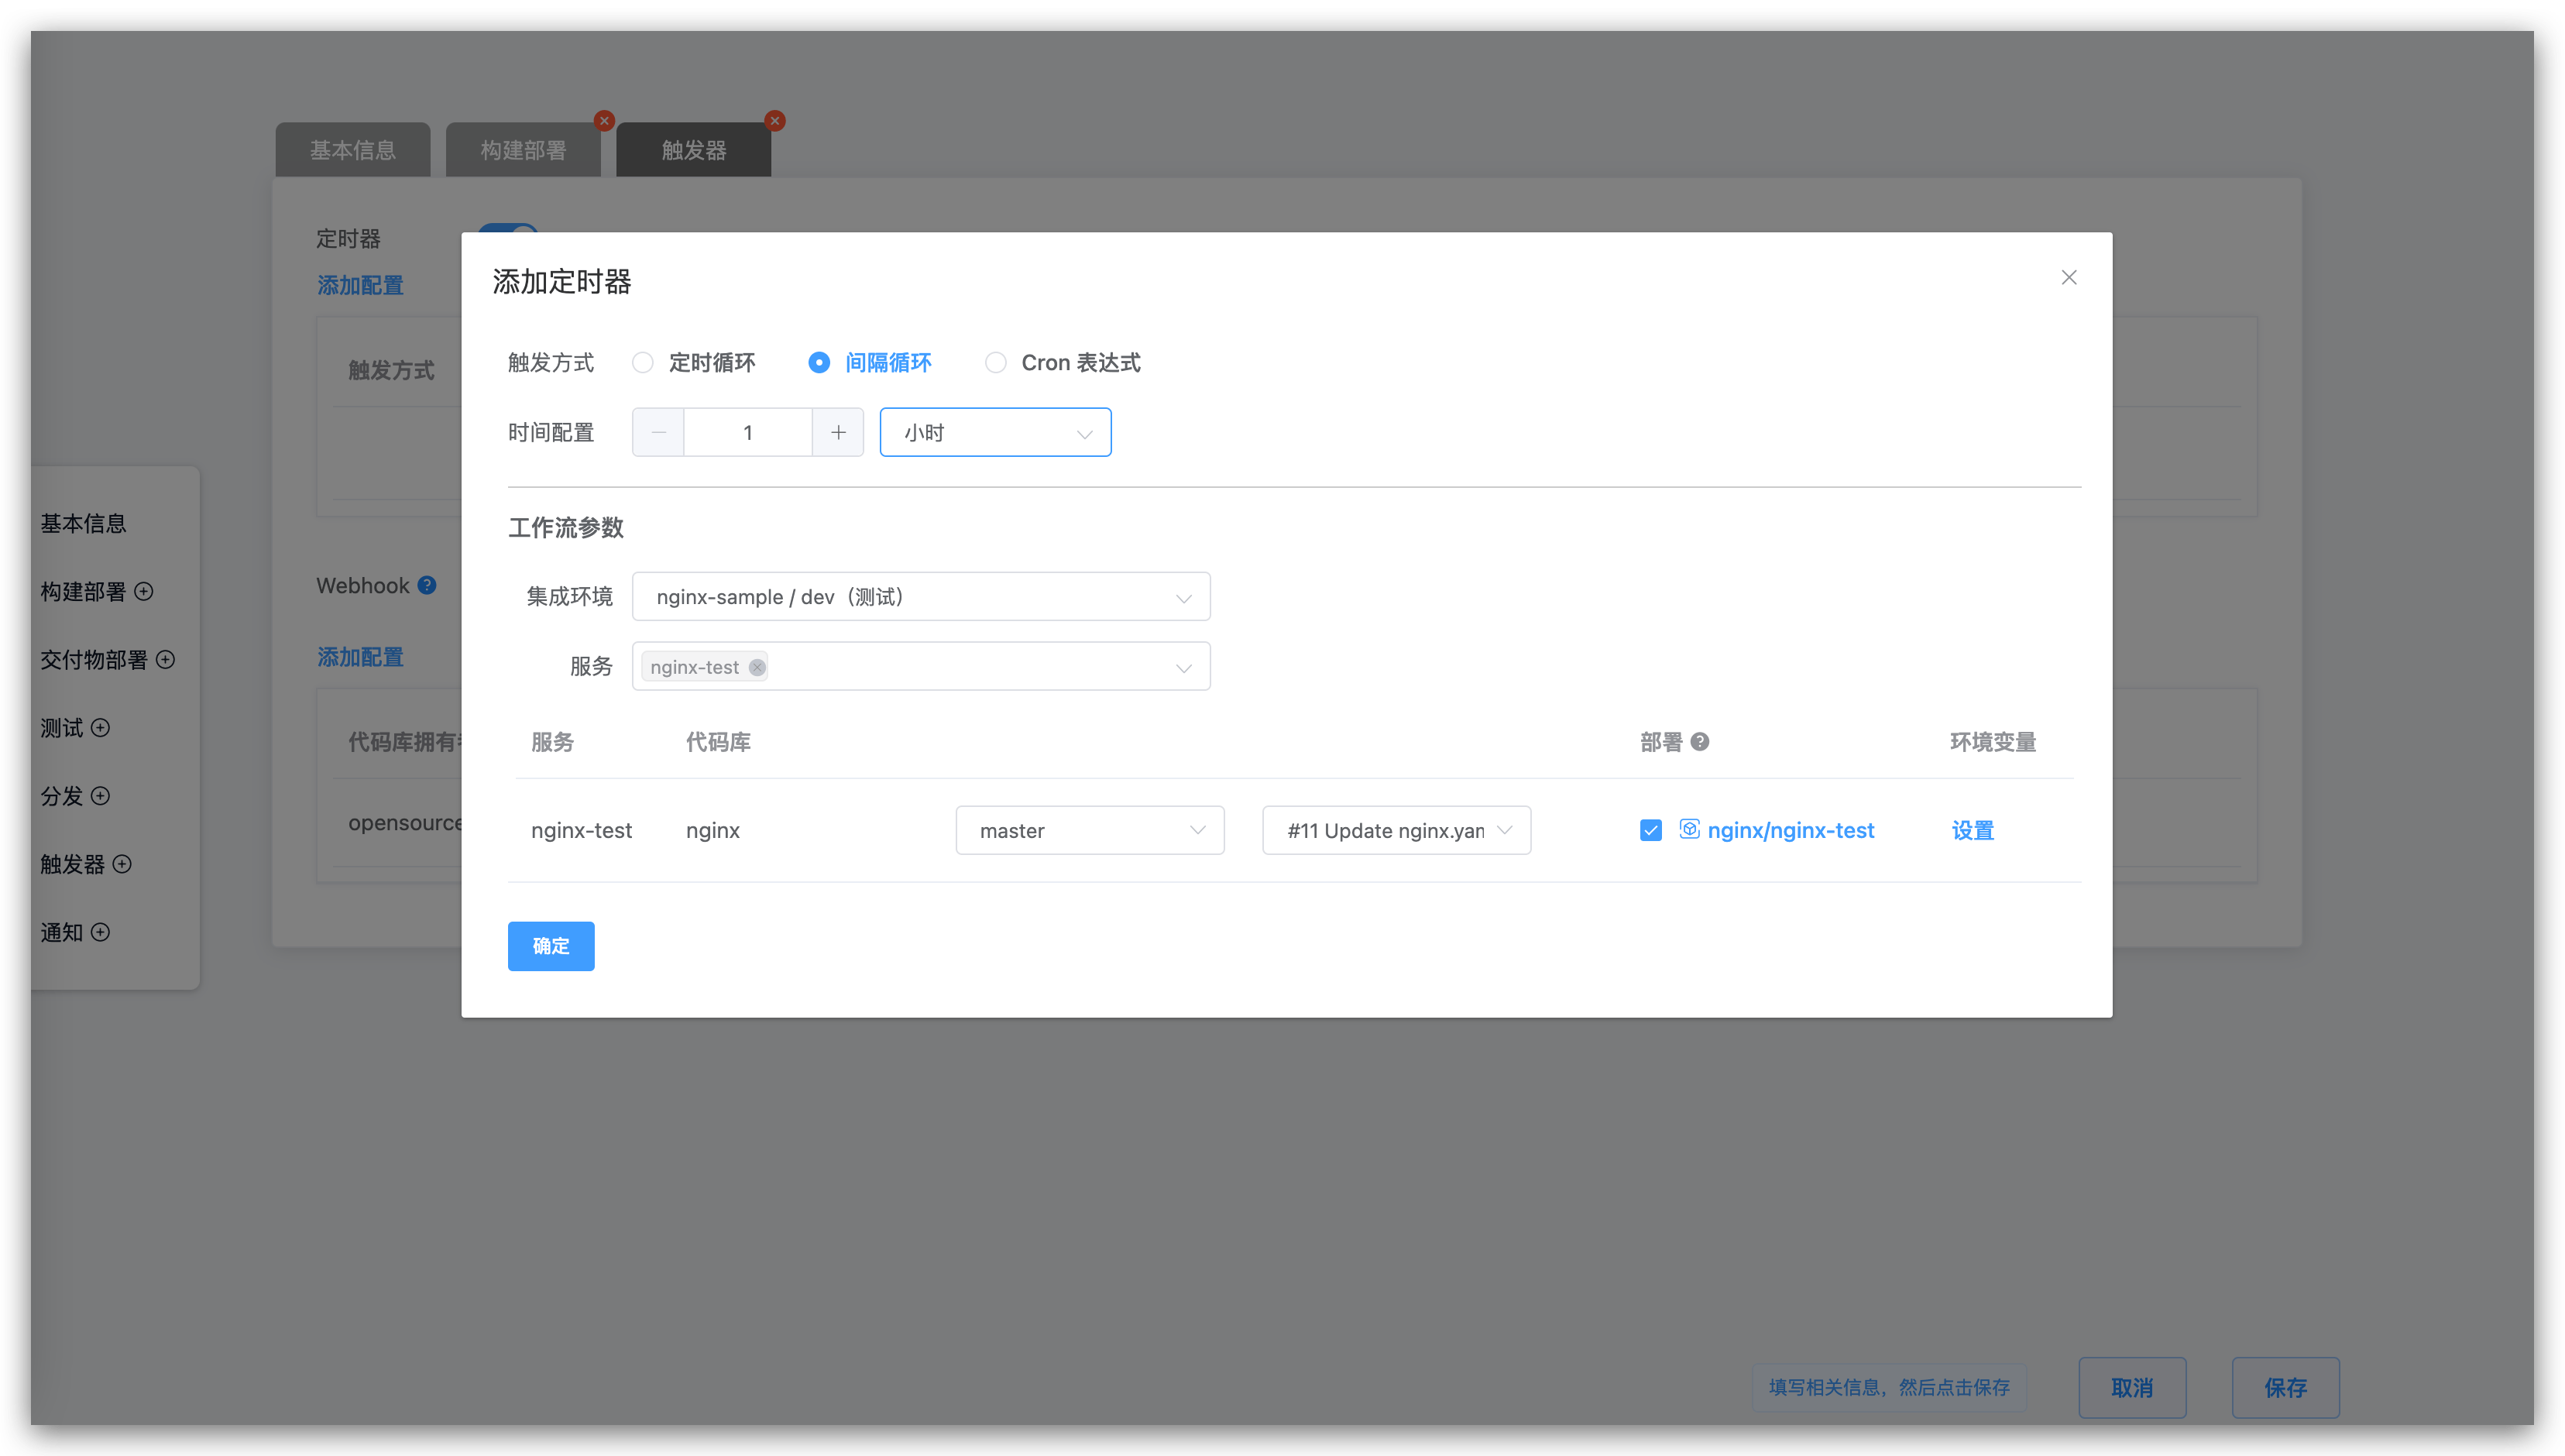 基本信息
构建部署
触发器
定时器
添加配置
触发方式
Webhook
添加配置
代码库拥有
opensource
基本信息
构建部署
交付物部署
测试
分发
触发器
通知
添加定时器
触发方式 定时循环 间隔循环 Cron 表达式
时间配置 1 小时
工作流参数
集成环境 nginx-sample / dev（测试）
服务 nginx-test
服务 代码库 部署 环境变量
nginx-test nginx master #11 Update nginx.yam nginx/nginx-test 设置
确定
填写相关信息，然后点击保存 取消 保存